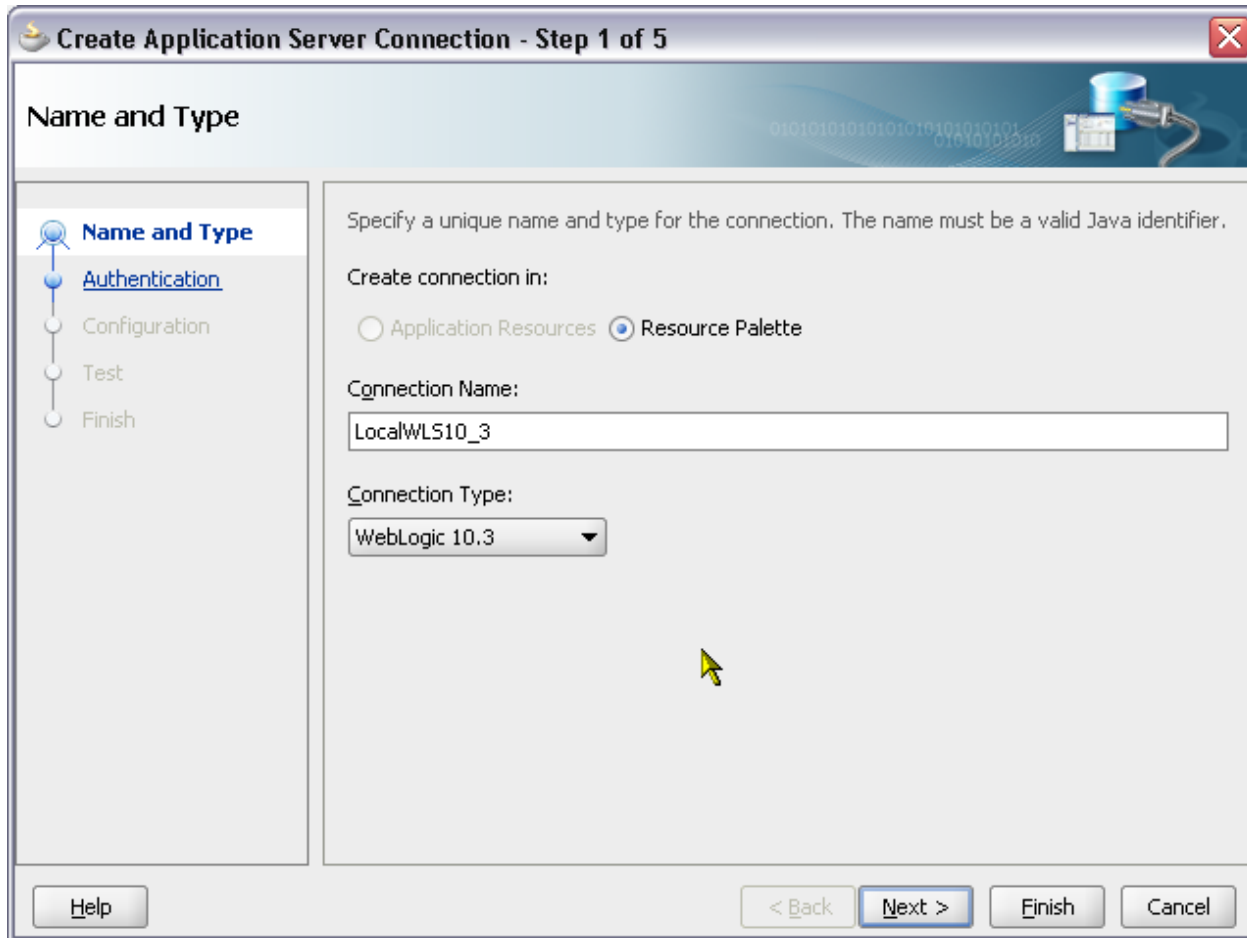 Create Application Server Connection - Step 1 of 5
Name and Type
Name and Type
Authentication
Configuration
Test
Finish
Specify a unique name and type for the connection. The name must be a valid Java identifier.
Create connection in:
Application Resources Resource Palette
Connection Name:
LocalWLS10_3
Connection Type:
WebLogic 10.3
Help < Back Next > Finish Cancel